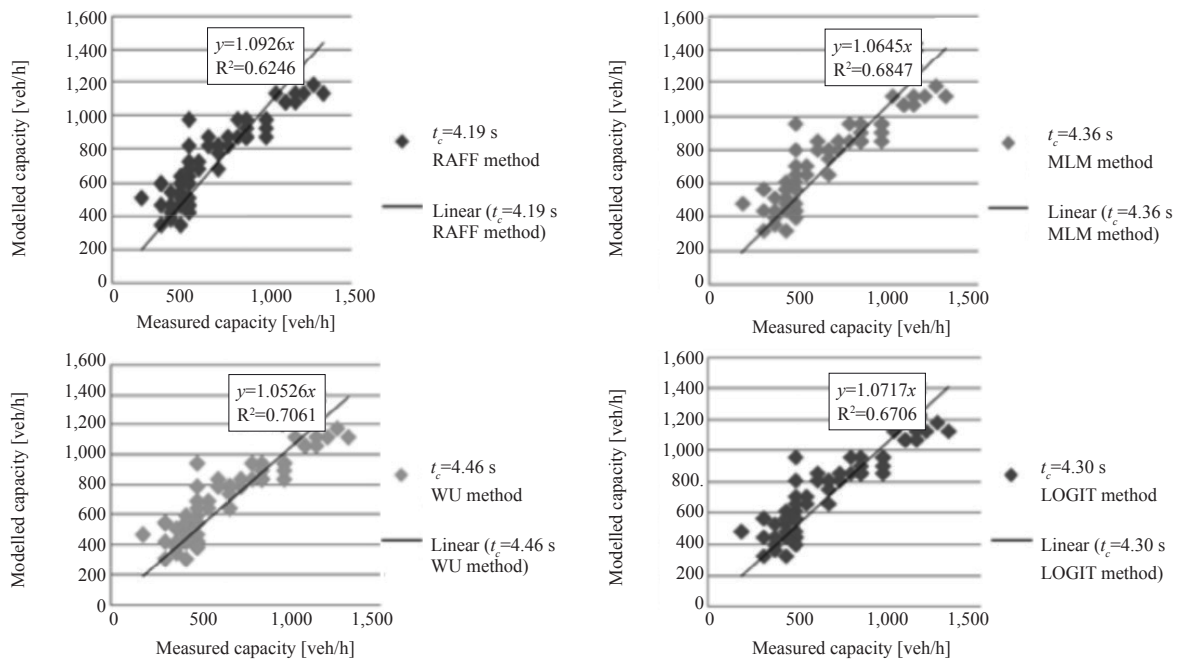 1,600
1,400
1,200
1,000
800
600
400
200
0
Modelled capacity [veh/h]
y=1.0926x
R²=0.6246
0 500 1,000 1,500
Measured capacity [veh/h]
t_c=4.19 s
RAFF method
Linear (t_c=4.19 s
RAFF method)
1,600
1,400
1,200
1,000
800
600
400
200
0
Modelled capacity [veh/h]
y=1.0645x
R²=0.6847
0 500 1,000 1,500
Measured capacity [veh/h]
t_c=4.36 s
MLM method
Linear (t_c=4.36 s
MLM method)
1,600
1,400
1,200
1,000
800
600
400
200
0
Modelled capacity [veh/h]
y=1.0526x
R²=0.7061
0 500 1,000 1,500
Measured capacity [veh/h]
t_c=4.46 s
WU method
Linear (t_c=4.46 s
WU method)
1,600
1,400
1,200
1,000
800.
600
400
200
0
Modelled capacity [veh/h]
y=1.0717x
R²=0.6706
0 500 1,000 1,500
Measured capacity [veh/h]
t_c=4.30 s
LOGIT method
Linear (t_c=4.30 s
LOGIT method)